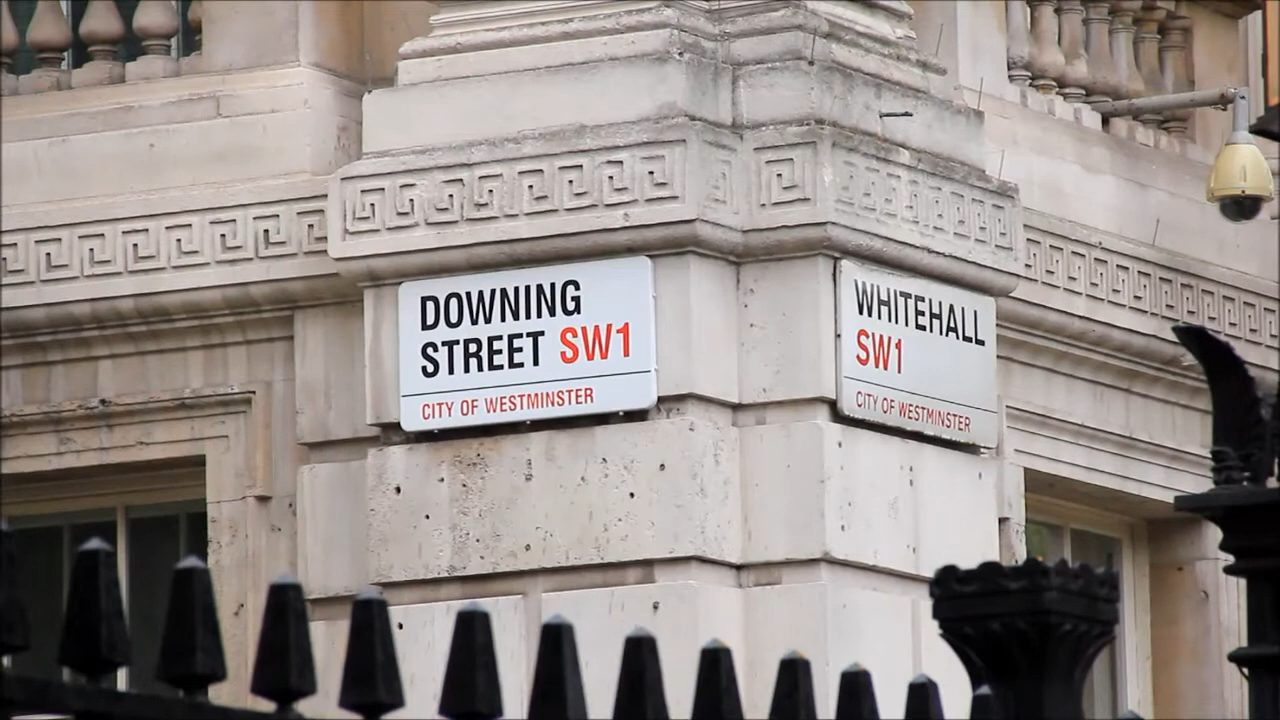 DOWNING
STREET SW1
CITY OF WESTMINSTER
WHITEHALL
SW1
CITY OF WESTMINSTER